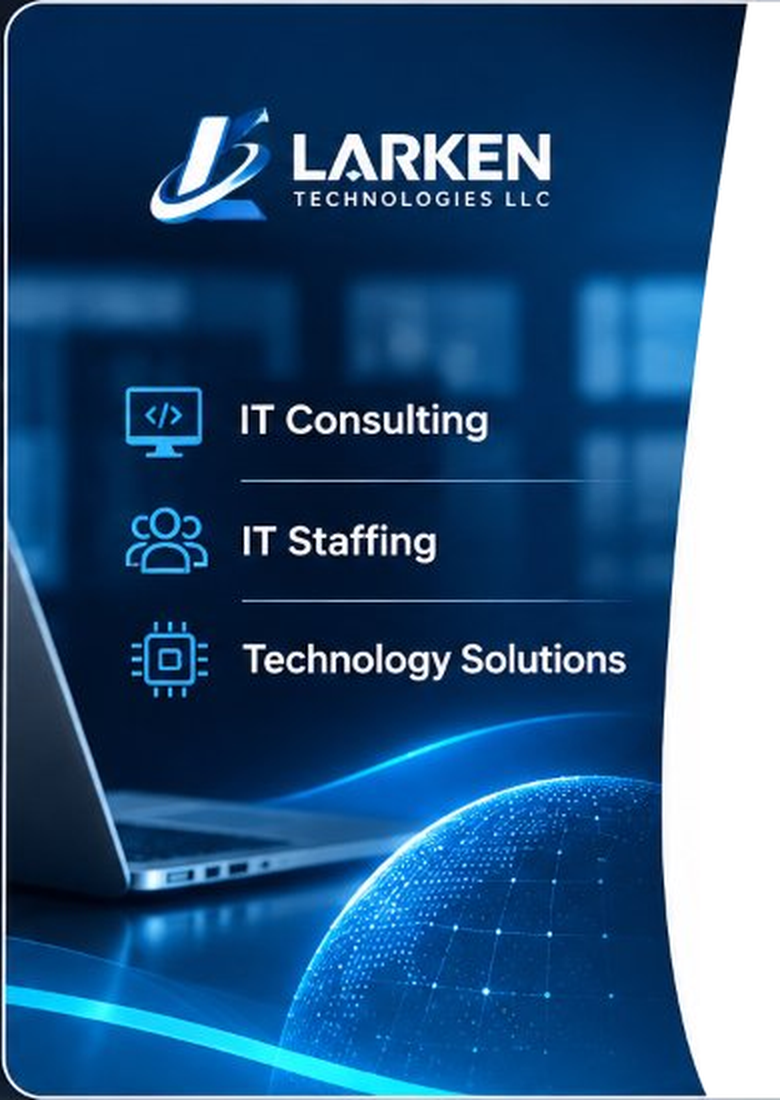 LARKEN
TECHNOLOGIES LLC
</>
IT Consulting
IT Staffing
Technology Solutions